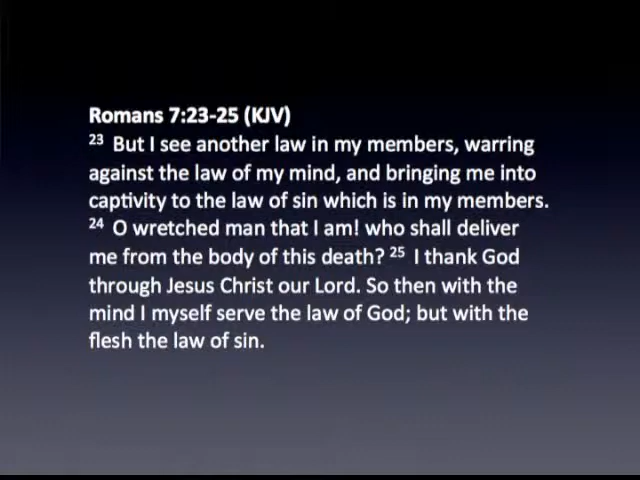 Romans 7:23-25 (KJV)
23 But I see another law in my members, warring
against the law of my mind, and bringing me into
captivity to the law of sin which is in my members.
24 O wretched man that I am! who shall deliver
me from the body of this death? 25 I thank God
through Jesus Christ our Lord. So then with the
mind I myself serve the law of God; but with the
flesh the law of sin.